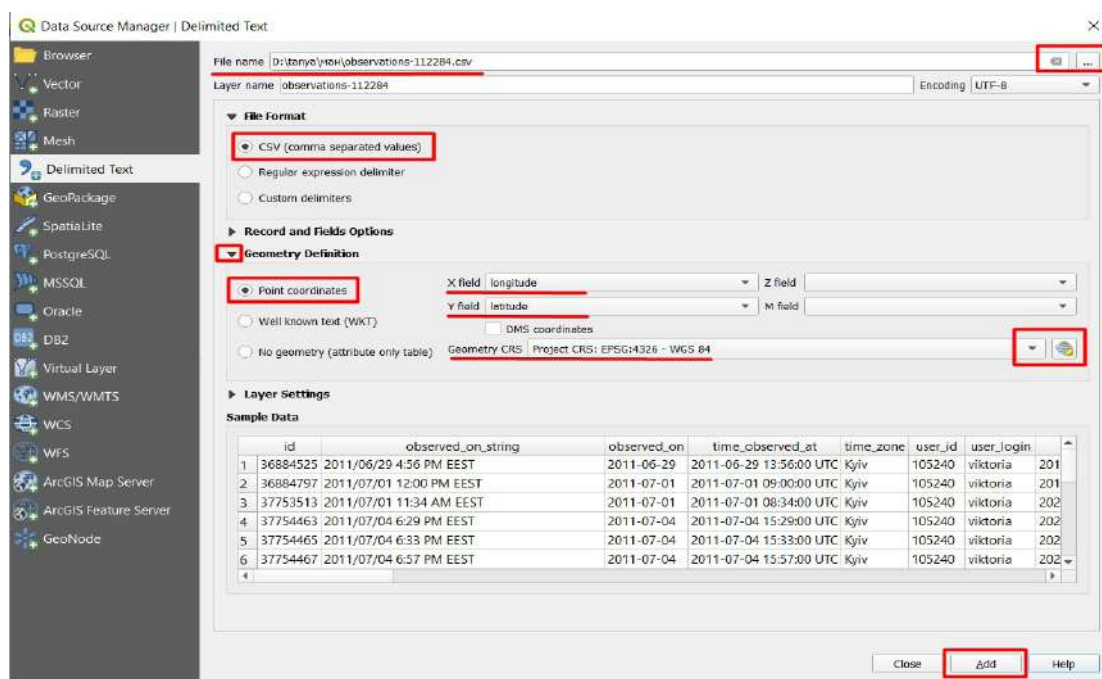 Data Source Manager | Delimited Text
Browser
Vector
Raster
Mesh
Delimited Text
GeoPackage
SpatiaLite
PostgreSQL
MSSQL
Oracle
DB2
Virtual Layer
WMS/WMTS
WCS
WFS
ArcGIS Map Server
ArcGIS Feature Server
GeoNode
File name D:\tanya\ман\observations-112284.csv ...
Layer name observations-112284 Encoding UTF-8
File Format
CSV (comma separated values)
Regular expression delimiter
Custom delimiters
Record and Fields Options
Geometry Definition
Point coordinates X field longitude Z field
Y field latitude M field
Well known text (WKT)
DMS coordinates
No geometry (attribute only table) Geometry CRS Project CRS: EPSG:4326 - WGS 84
Layer Settings
Sample Data
id observed_on_string observed_on time_observed_at time_zone user_id user_login
1 36884525 2011/06/29 4:56 PM EEST 2011-06-29 2011-06-29 13:56:00 UTC Kyiv 105240 viktoria 201
2 36884797 2011/07/01 12:00 PM EEST 2011-07-01 2011-07-01 09:00:00 UTC Kyiv 105240 viktoria 201
3 37753513 2011/07/01 11:34 AM EEST 2011-07-01 2011-07-01 08:34:00 UTC Kyiv 105240 viktoria 202
4 37754463 2011/07/04 6:29 PM EEST 2011-07-04 2011-07-04 15:29:00 UTC Kyiv 105240 viktoria 202
5 37754465 2011/07/04 6:33 PM EEST 2011-07-04 2011-07-04 15:33:00 UTC Kyiv 105240 viktoria 202
6 37754467 2011/07/04 6:57 PM EEST 2011-07-04 2011-07-04 15:57:00 UTC Kyiv 105240 viktoria 202
Close Add Help